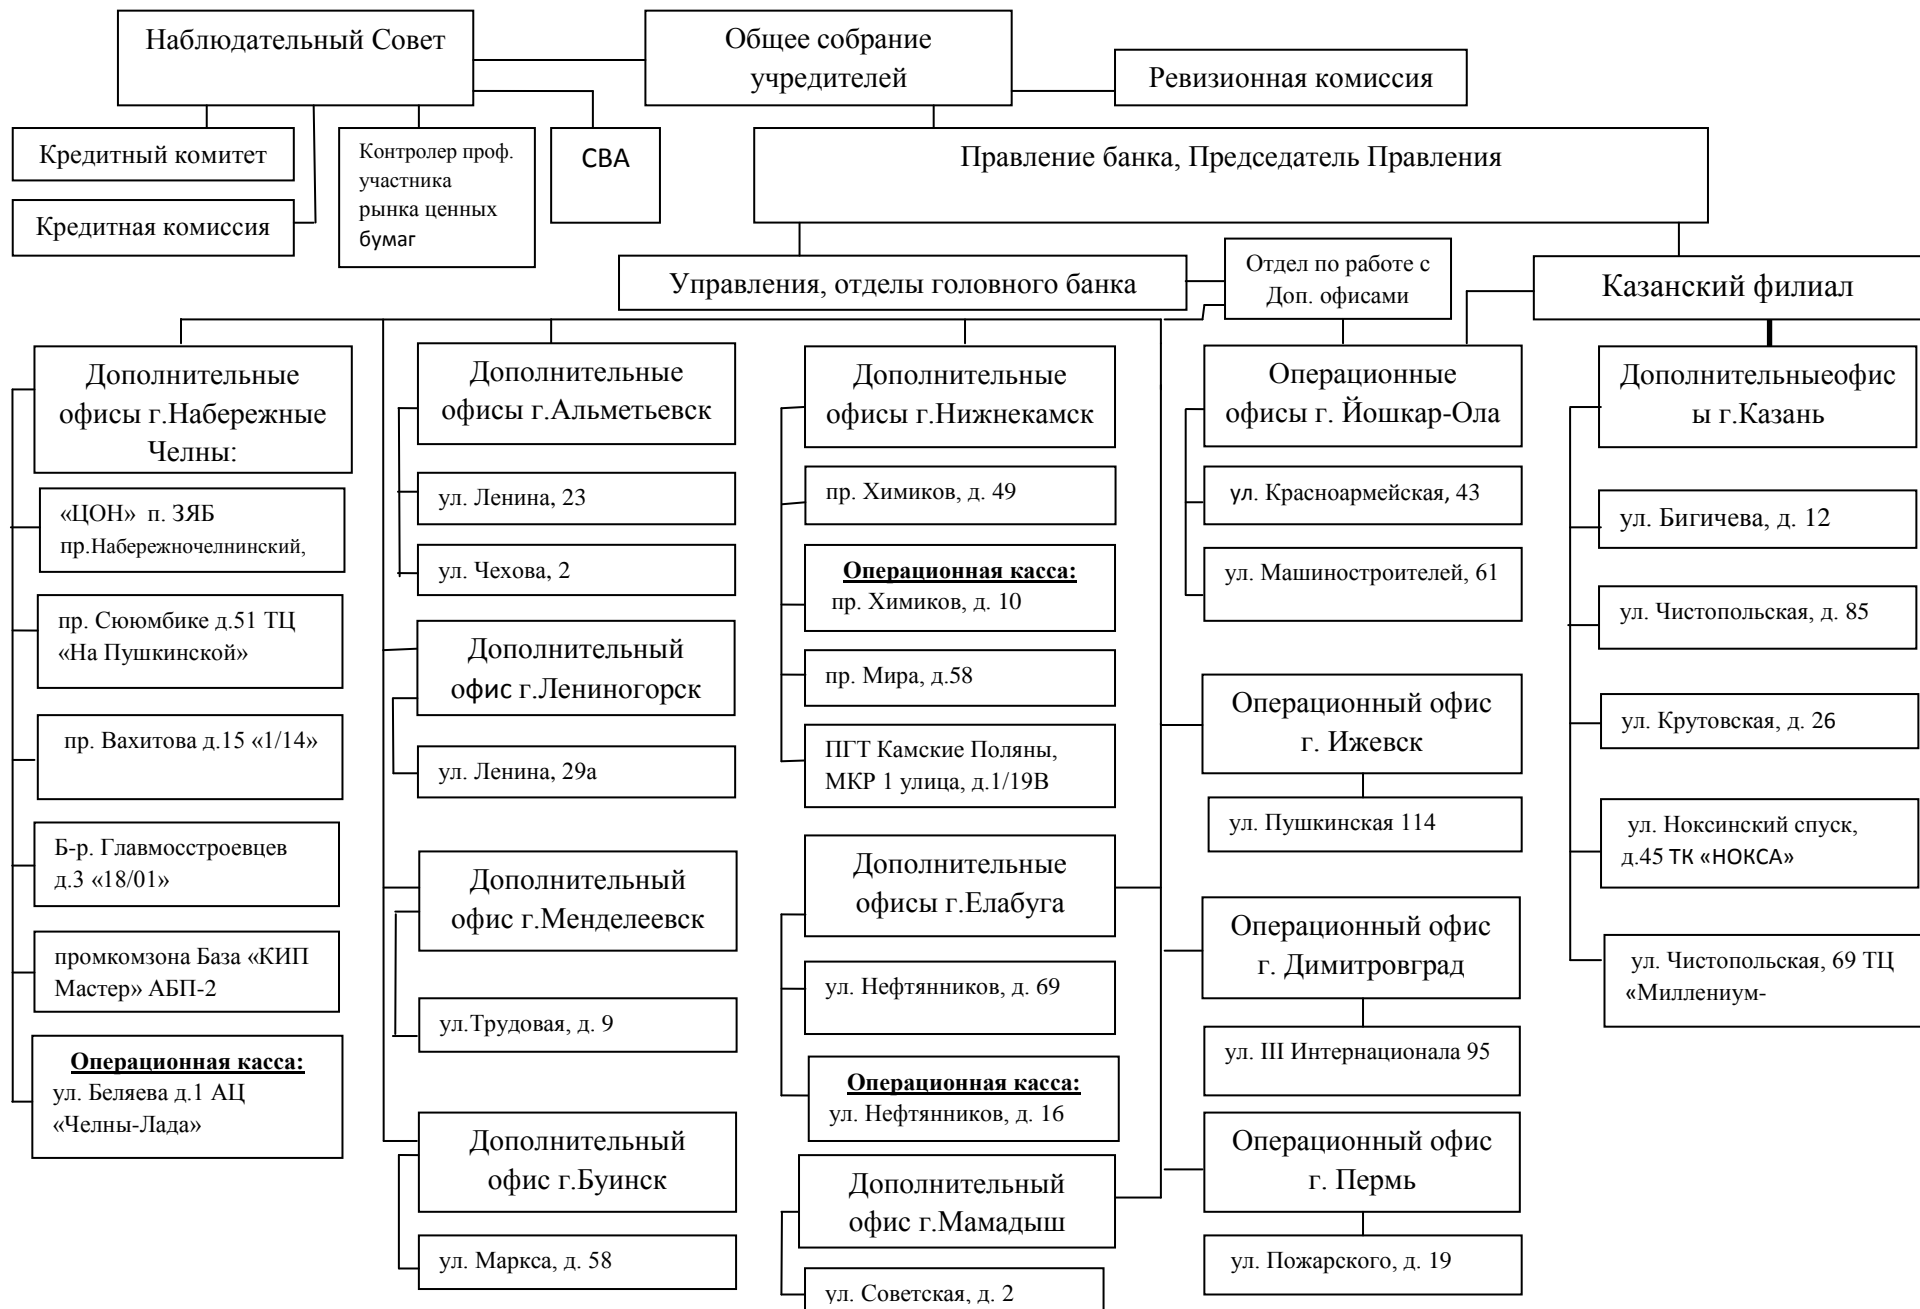 Наблюдательный Совет
Общее собрание
учредителей
Ревизионная комиссия
Кредитный комитет
Кредитная комиссия
Контролер проф.
участника
рынка ценных
бумаг
СВА
Правление банка, Председатель Правления
Управления, отделы головного банка
Отдел по работе с
Доп. офисами
Казанский филиал
Дополнительные
офисы г.Набережные
Челны:
«ЦОН» п. ЗЯБ
пр.Набережночелнинский,
пр. Сююмбике д.51 ТЦ
«На Пушкинской»
пр. Вахитова д.15 «1/14»
Б-р. Главмосстроевцев
д.3 «18/01»
промкомзона База «КИП
Мастер» АБП-2
Операционная касса:
ул. Беляева д.1 АЦ
«Челны-Лада»
Дополнительные
офисы г.Альметьевск
ул. Ленина, 23
ул. Чехова, 2
Дополнительный
офис г.Лениногорск
ул. Ленина, 29а
Дополнительный
офис г.Менделеевск
ул.Трудовая, д. 9
Дополнительный
офис г.Буинск
ул. Маркса, д. 58
Дополнительные
офисы г.Нижнекамск
пр. Химиков, д. 49
Операционная касса:
пр. Химиков, д. 10
пр. Мира, д.58
ПГТ Камские Поляны,
МКР 1 улица, д.1/19В
Дополнительные
офисы г.Елабуга
ул. Нефтянников, д. 69
Операционная касса:
ул. Нефтянников, д. 16
Дополнительный
офис г.Мамадыш
ул. Советская, д. 2
Операционные
офисы г. Йошкар-Ола
ул. Красноармейская, 43
ул. Машиностроителей, 61
Операционный офис
г. Ижевск
ул. Пушкинская 114
Операционный офис
г. Димитровград
ул. III Интернационала 95
Операционный офис
г. Пермь
ул. Пожарского, д. 19
Дополнительныеофис
ы г.Казань
ул. Бигичева, д. 12
ул. Чистопольская, д. 85
ул. Крутовская, д. 26
ул. Ноксинский спуск,
д.45 ТК «НОКСА»
ул. Чистопольская, 69 ТЦ
«Миллениум-